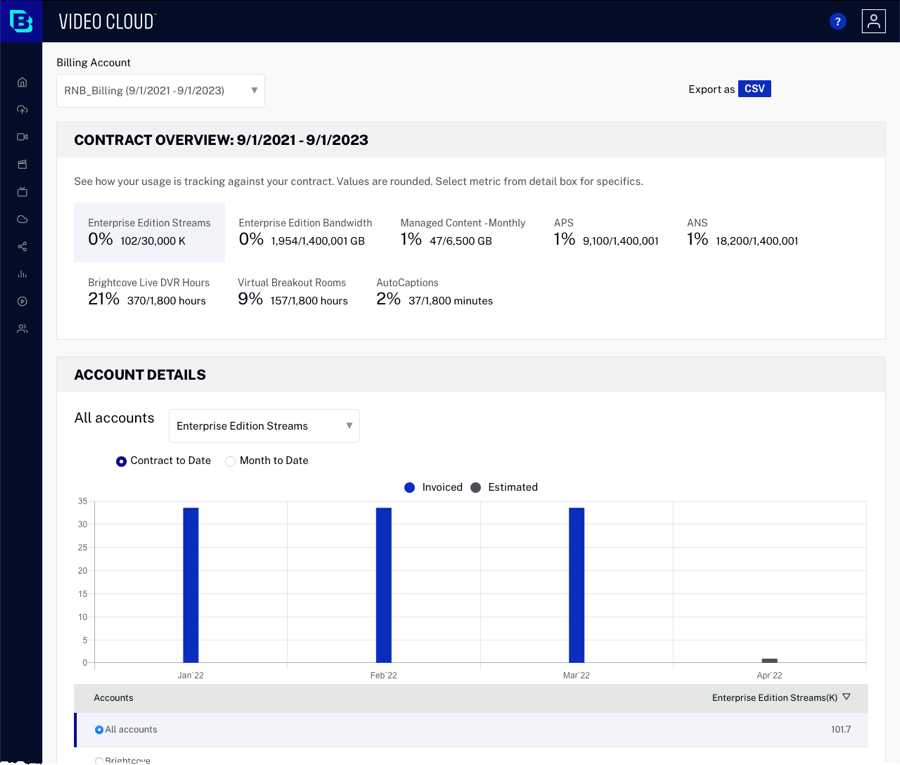 VIDEO CLOUD
?
Billing Account
RNB_Billing (9/1/2021 - 9/1/2023)
Export as CSV
CONTRACT OVERVIEW: 9/1/2021 - 9/1/2023
See how your usage is tracking against your contract. Values are rounded. Select metric from detail box for specifics.
Enterprise Edition Streams Enterprise Edition Bandwidth Managed Content - Monthly APS ANS
0% 102/30,000 K 0% 1,954/1,400,001 GB 1% 47/6,500 GB 1% 9,100/1,400,001 1% 18,200/1,400,001
Brightcove Live DVR Hours Virtual Breakout Rooms AutoCaptions
21% 370/1,800 hours 9% 157/1,800 hours 2% 37/1,800 minutes
ACCOUNT DETAILS
All accounts Enterprise Edition Streams
Contract to Date Month to Date
Invoiced Estimated
35
30
25
20
15
10
5
0
Jan`22 Feb`22 Mar`22 Apr`22
Accounts Enterprise Edition Streams(K)
All accounts 101.7
Brightcove